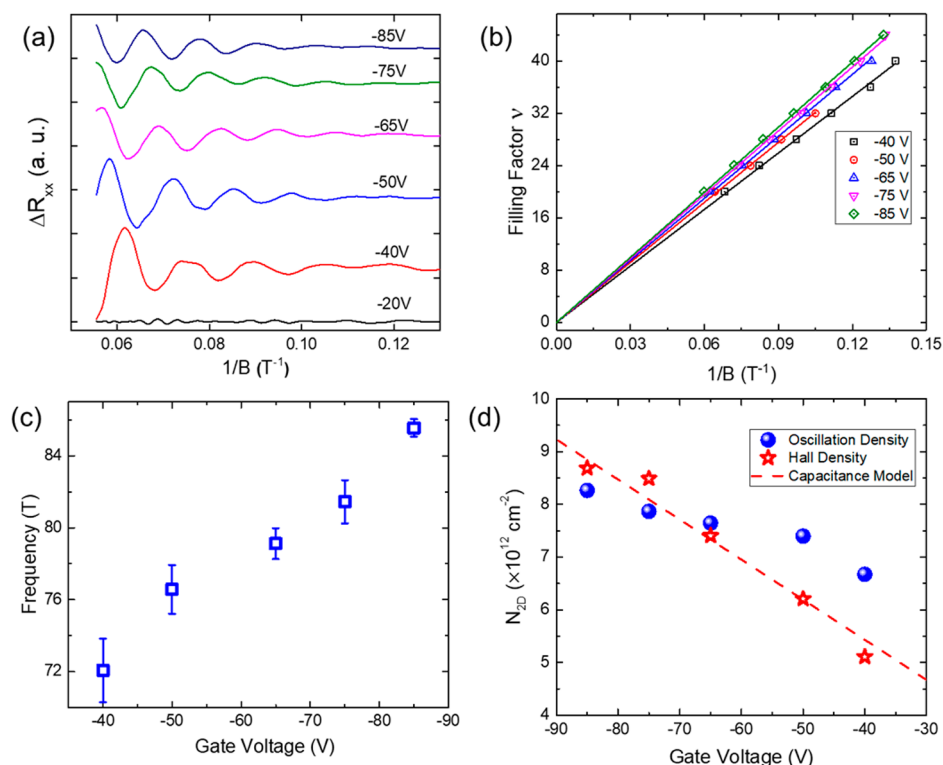 (a)
-85V
-75V
-65V
-50V
-40V
-20V
ΔRxx (a. u.)
0.06 0.08 0.10 0.12
1/B (T-1)
(b)
40
32
24
16
8
0
Filling Factor ν
-40 V
-50 V
-65 V
-75 V
-85 V
0.00 0.03 0.06 0.09 0.12 0.15
1/B (T-1)
(c)
84
80
76
72
Frequency (T)
-40 -50 -60 -70 -80 -90
Gate Voltage (V)
(d)
10
9
8
7
6
5
4
N2D (×1012 cm-2)
Oscillation Density
Hall Density
Capacitance Model
-90 -80 -70 -60 -50 -40 -30
Gate Voltage (V)